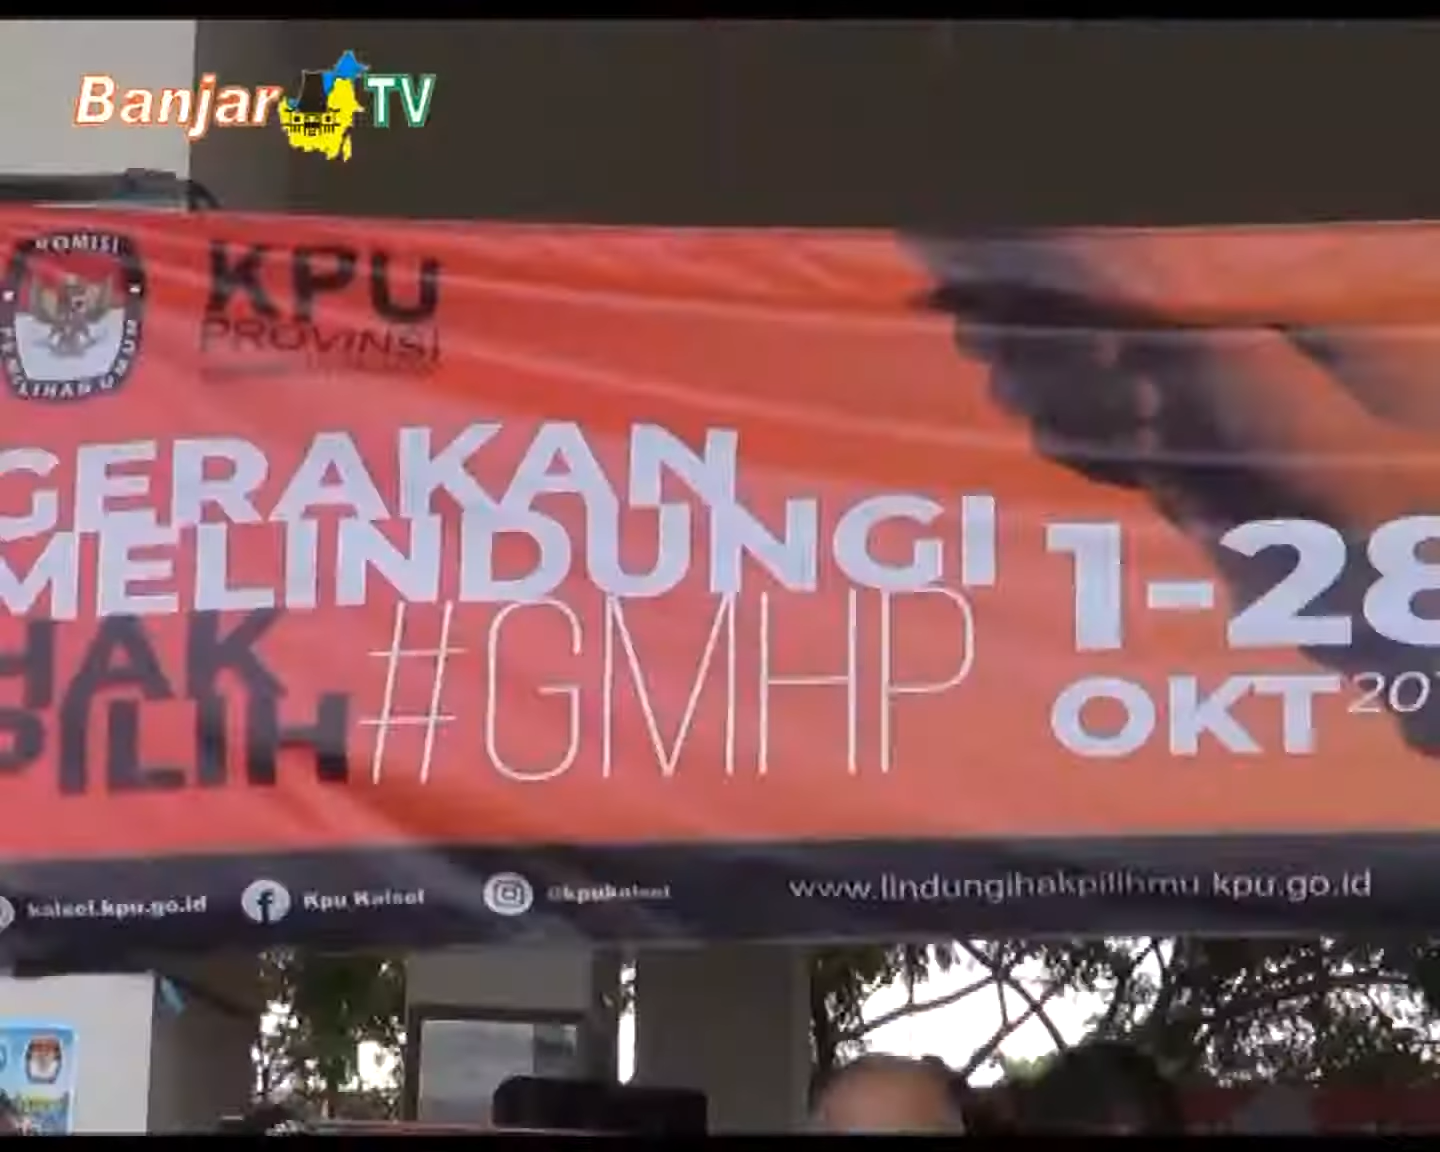 Banjar TV
KOMISI PEMILIHAN UMUM
KPU
PROVINSI
GERAKAN
MELINDUNGI
HAK
PILIH
#GMHP
1-28
OKT 20
kalsel.kpu.go.id
Kpu Kalsel
@kpukalsel
www.lindungihakpilihmu.kpu.go.id